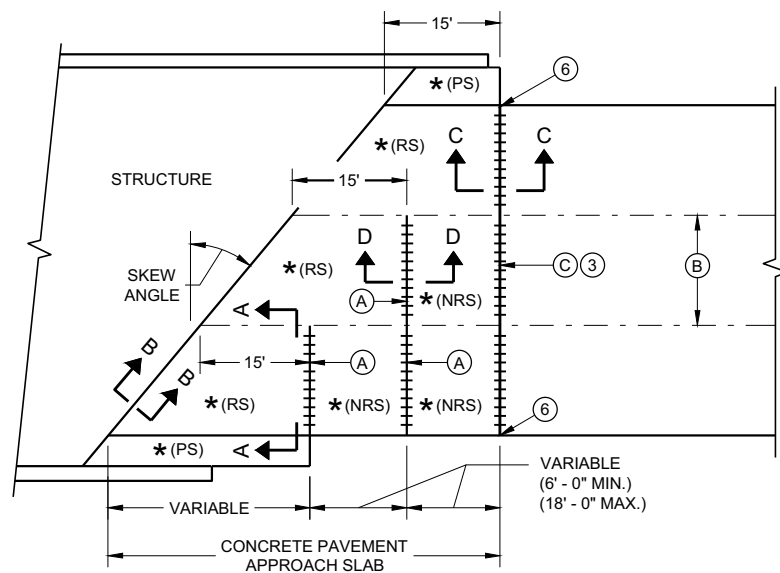 15'
6
*(PS)
*(RS)
C
C
STRUCTURE
15'
D
D
C 3
B
SKEW
ANGLE
*(RS)
A
*(NRS)
A
B
B
15'
A
A
*(RS)
*(NRS)
*(NRS)
6
*(PS)
A
VARIABLE
VARIABLE
(6' - 0" MIN.)
(18' - 0" MAX.)
CONCRETE PAVEMENT
APPROACH SLAB